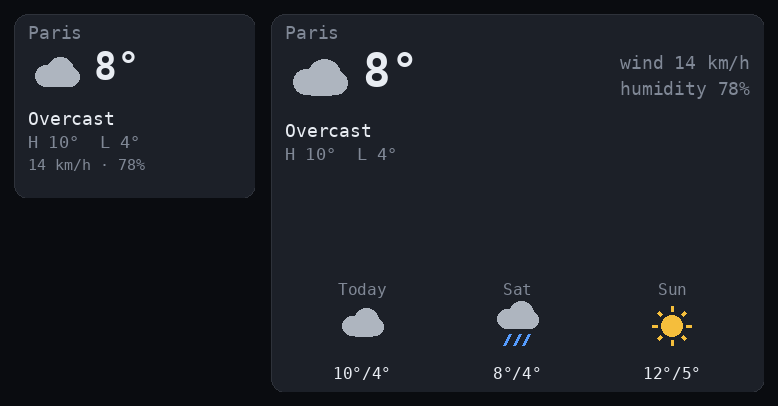 Paris
8°
Overcast
H 10°  L 4°
14 km/h · 78%
Paris
8°
wind 14 km/h
humidity 78%
Overcast
H 10°  L 4°
Today Sat Sun
10°/4° 8°/4° 12°/5°